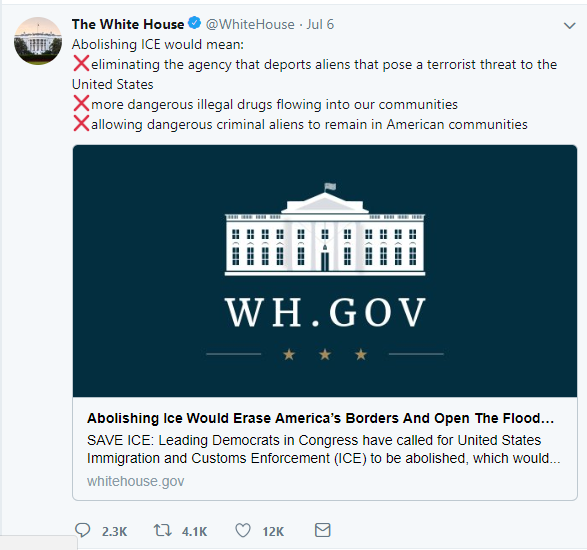 The White House @WhiteHouse · Jul 6
Abolishing ICE would mean:
❌eliminating the agency that deports aliens that pose a terrorist threat to the
United States
❌more dangerous illegal drugs flowing into our communities
❌allowing dangerous criminal aliens to remain in American communities
WH.GOV
Abolishing Ice Would Erase America's Borders And Open The Flood...
SAVE ICE: Leading Democrats in Congress have called for United States
Immigration and Customs Enforcement (ICE) to be abolished, which would...
whitehouse.gov
2.3K 4.1K 12K